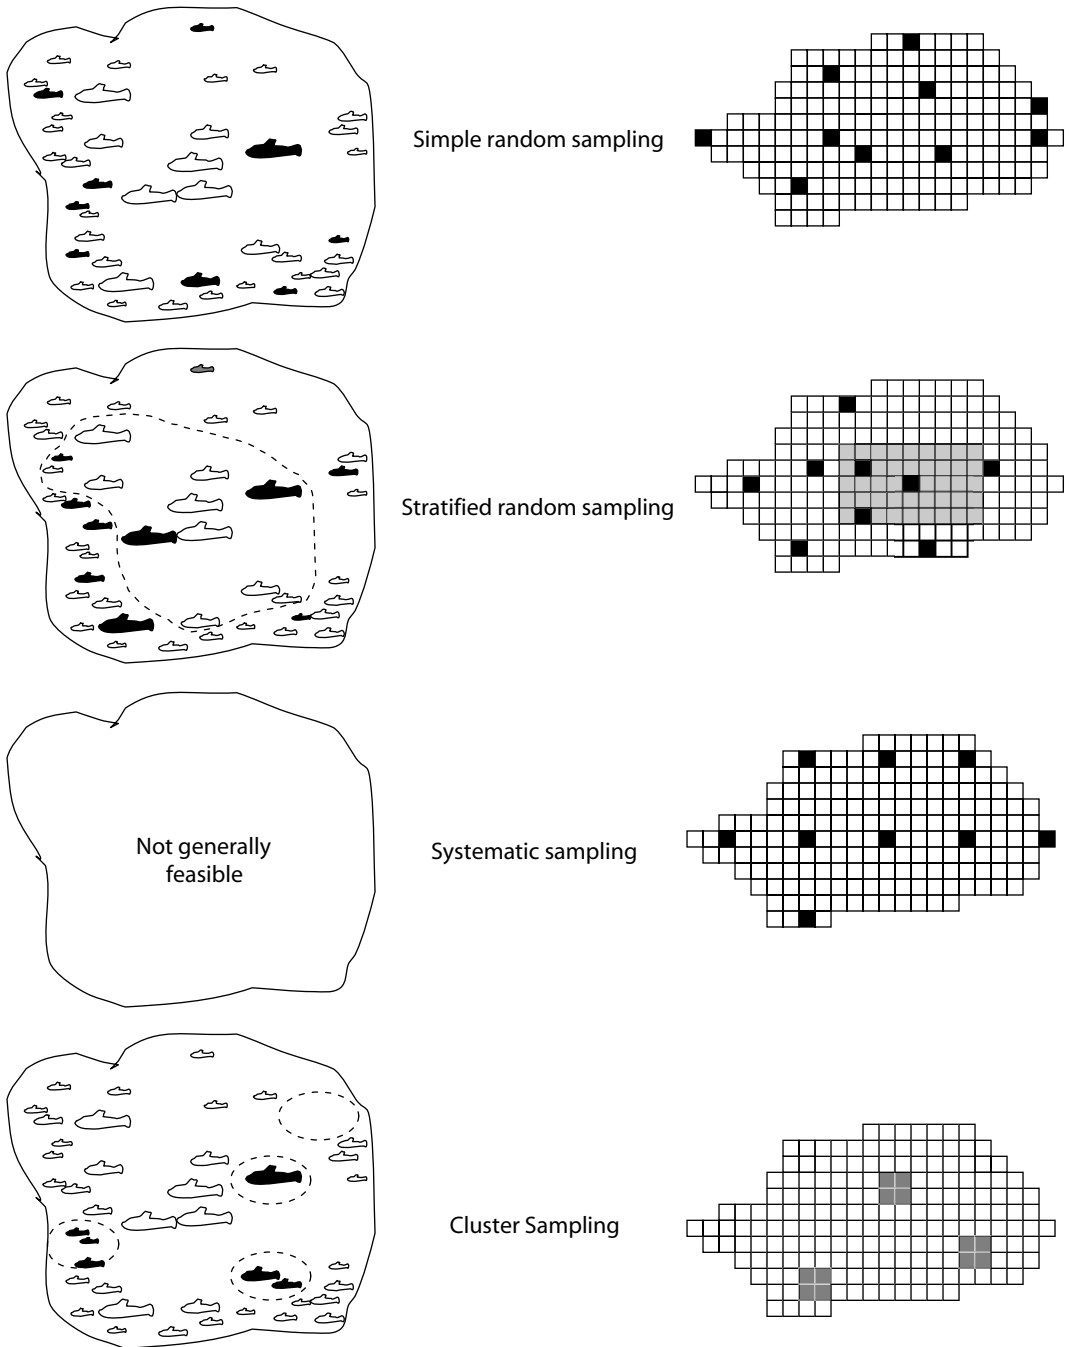 Simple random sampling
Stratified random sampling
Not generally
feasible
Systematic sampling
Cluster Sampling